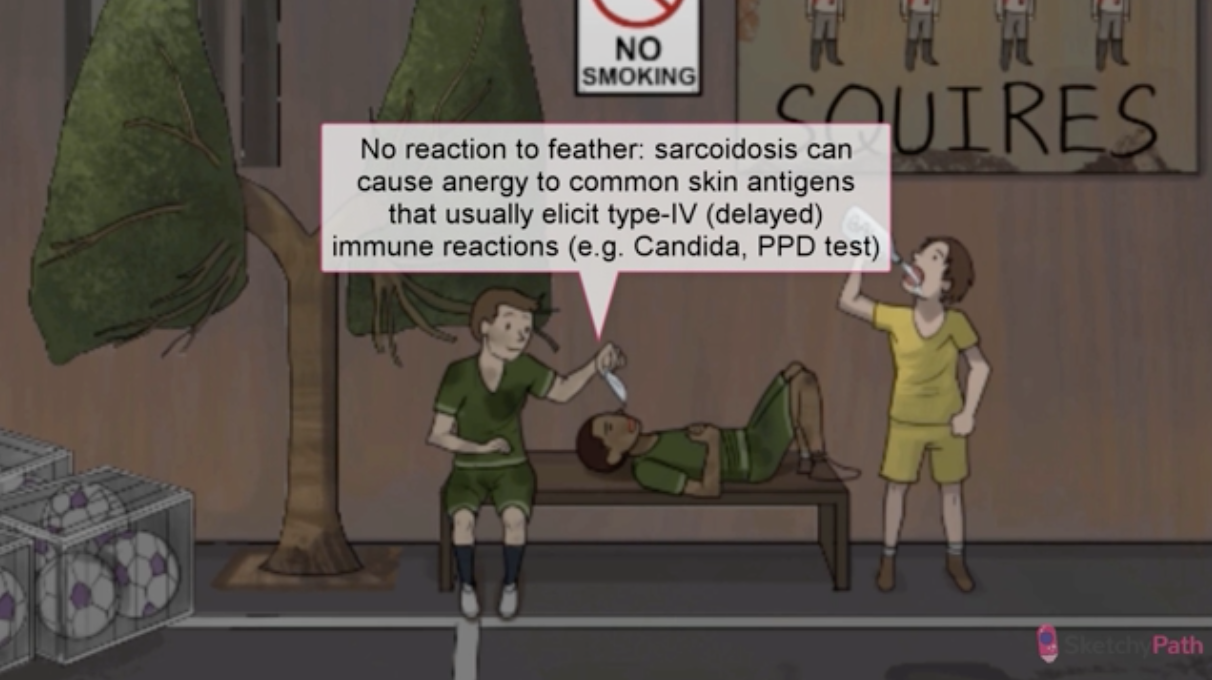 NO
SMOKING
SQUIRES
No reaction to feather: sarcoidosis can
cause anergy to common skin antigens
that usually elicit type-IV (delayed)
immune reactions (e.g. Candida, PPD test)
SketchyPath